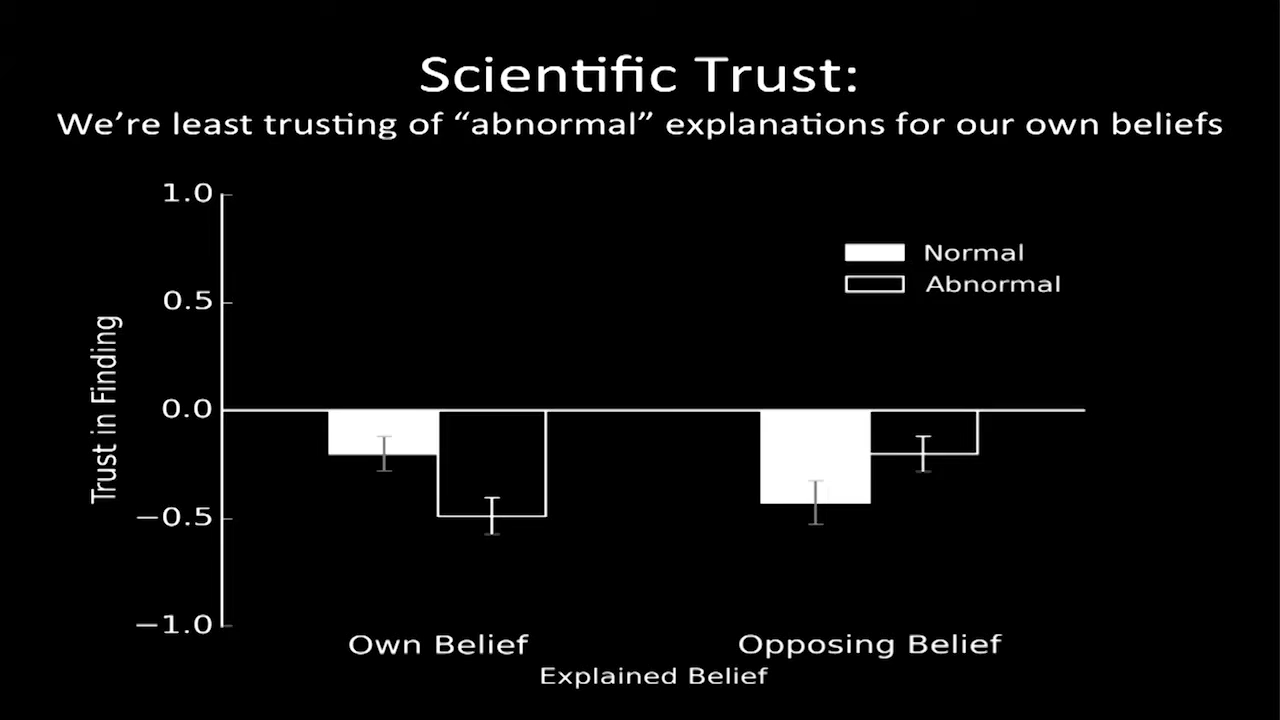 Scientific Trust:
We’re least trusting of “abnormal” explanations for our own beliefs
1.0
0.5
0.0
−0.5
−1.0
Trust in Finding
Normal
Abnormal
Own Belief
Opposing Belief
Explained Belief